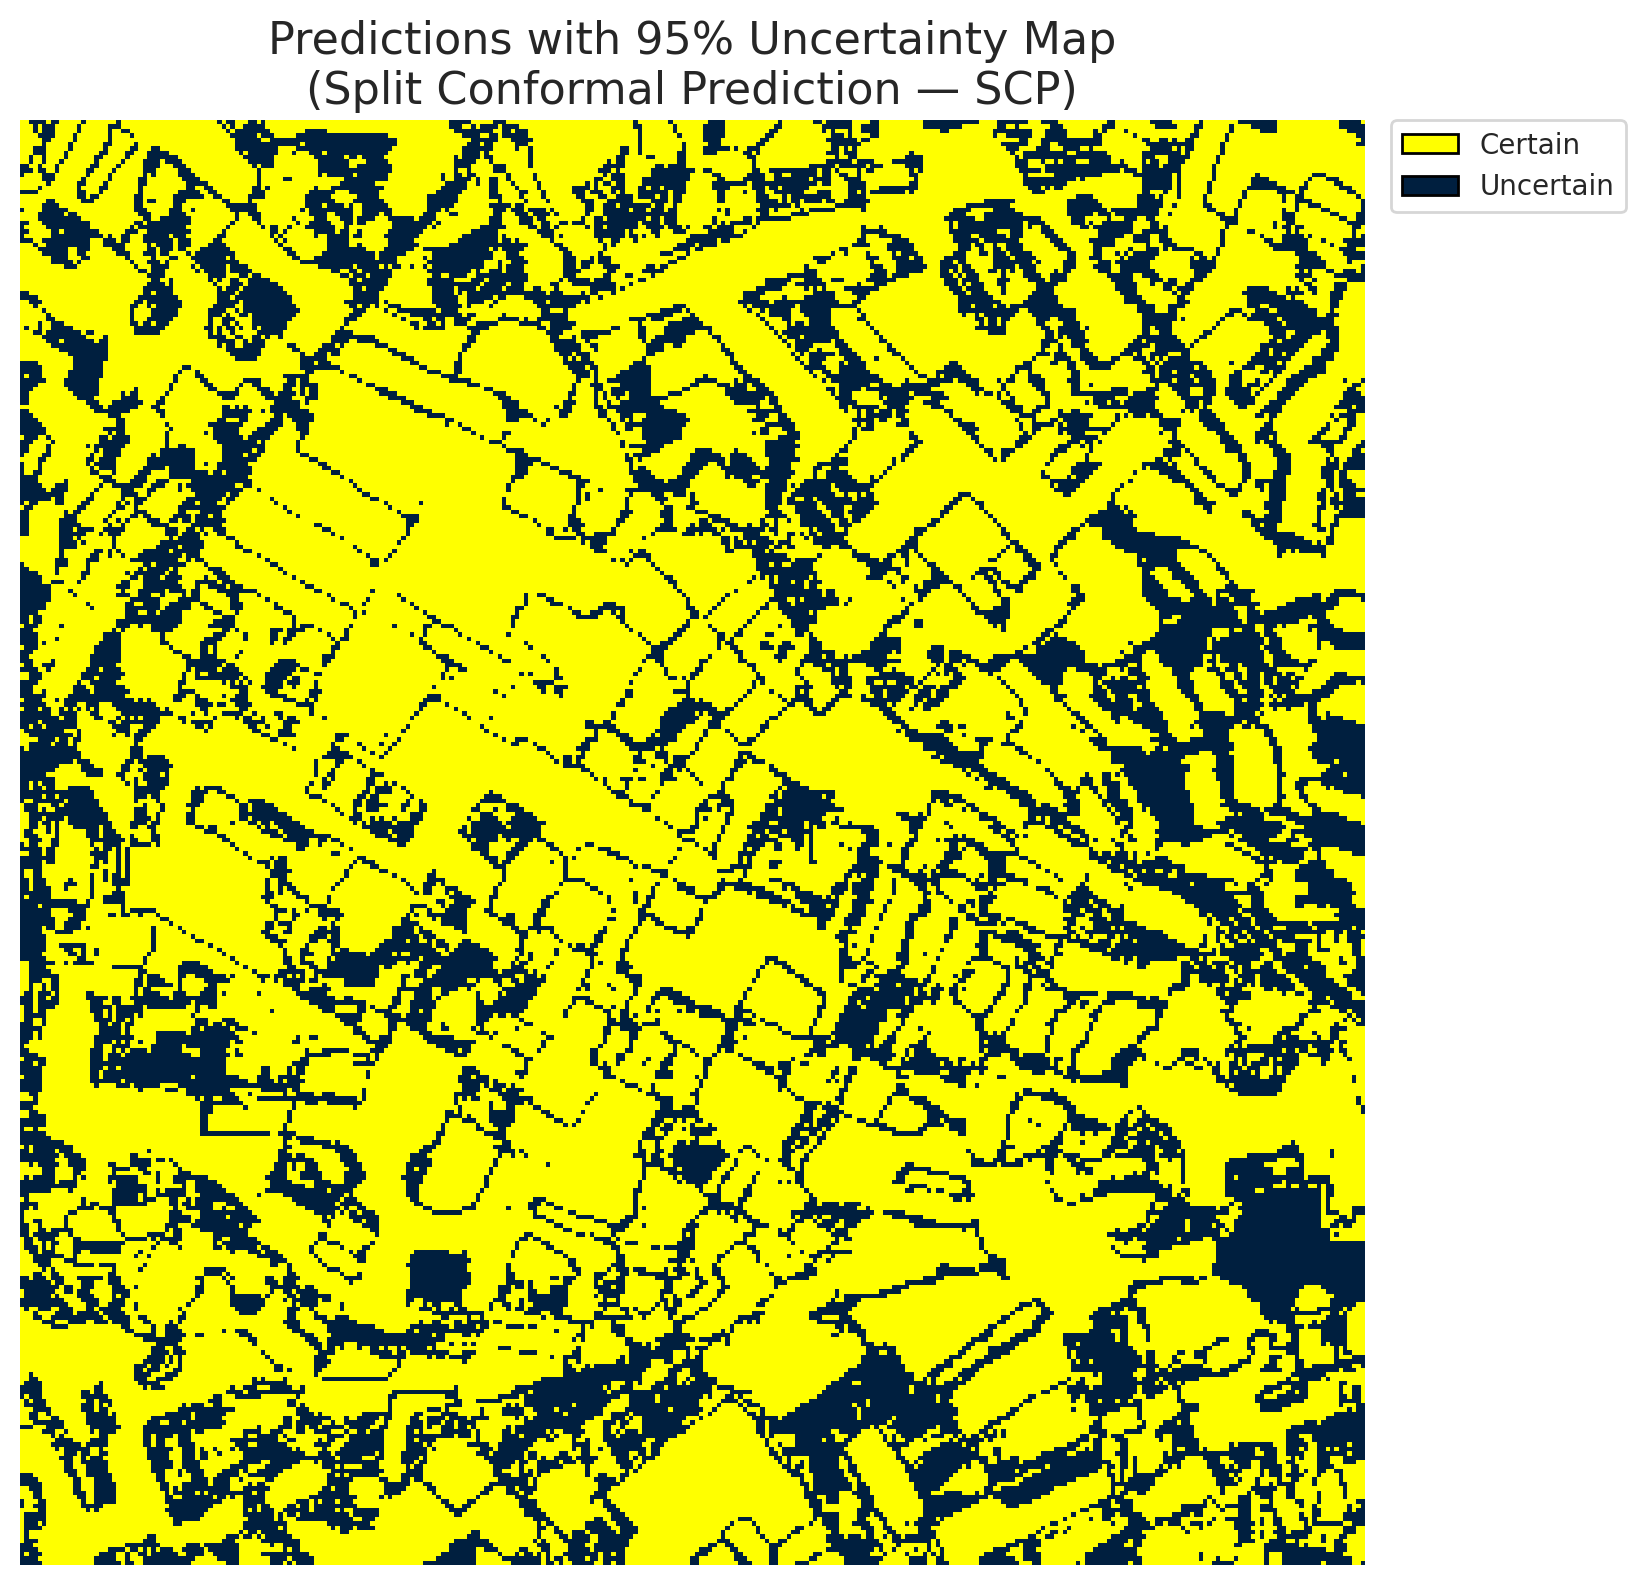 Predictions with 95% Uncertainty Map
(Split Conformal Prediction — SCP)
Certain
Uncertain